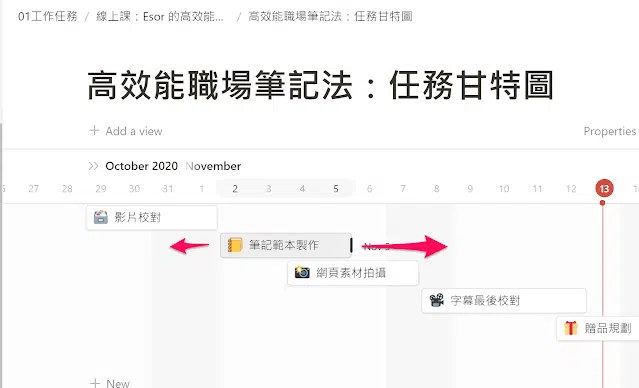 01工作任務 / 線上課：Esor 的高效能... / 高效能職場筆記法：任務甘特圖
高效能職場筆記法：任務甘特圖
+ Add a view Properties
October 2020 November
27 28 29 30 31 1 2 3 4 5 6 7 8 9 10 11 12 13
影片校對
筆記範本製作 Nov 5
網頁素材拍攝
字幕最後校對
贈品規劃
+ New